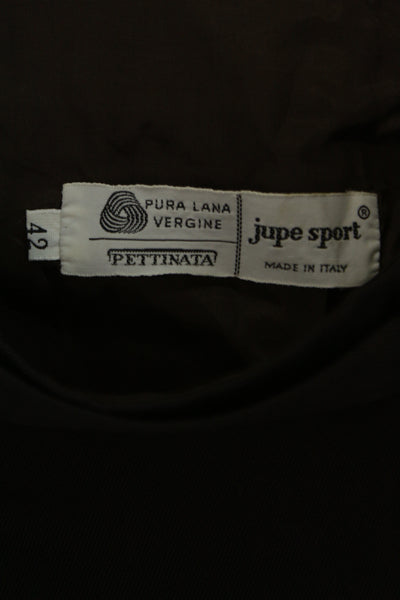 42
PURA LANA
VERGINE
PETTINATA
jupe sport ®
MADE IN ITALY